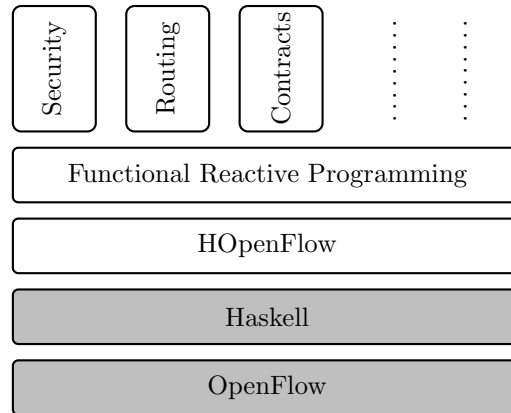 Security
Routing
Contracts
Functional Reactive Programming
HOpenFlow
Haskell
OpenFlow